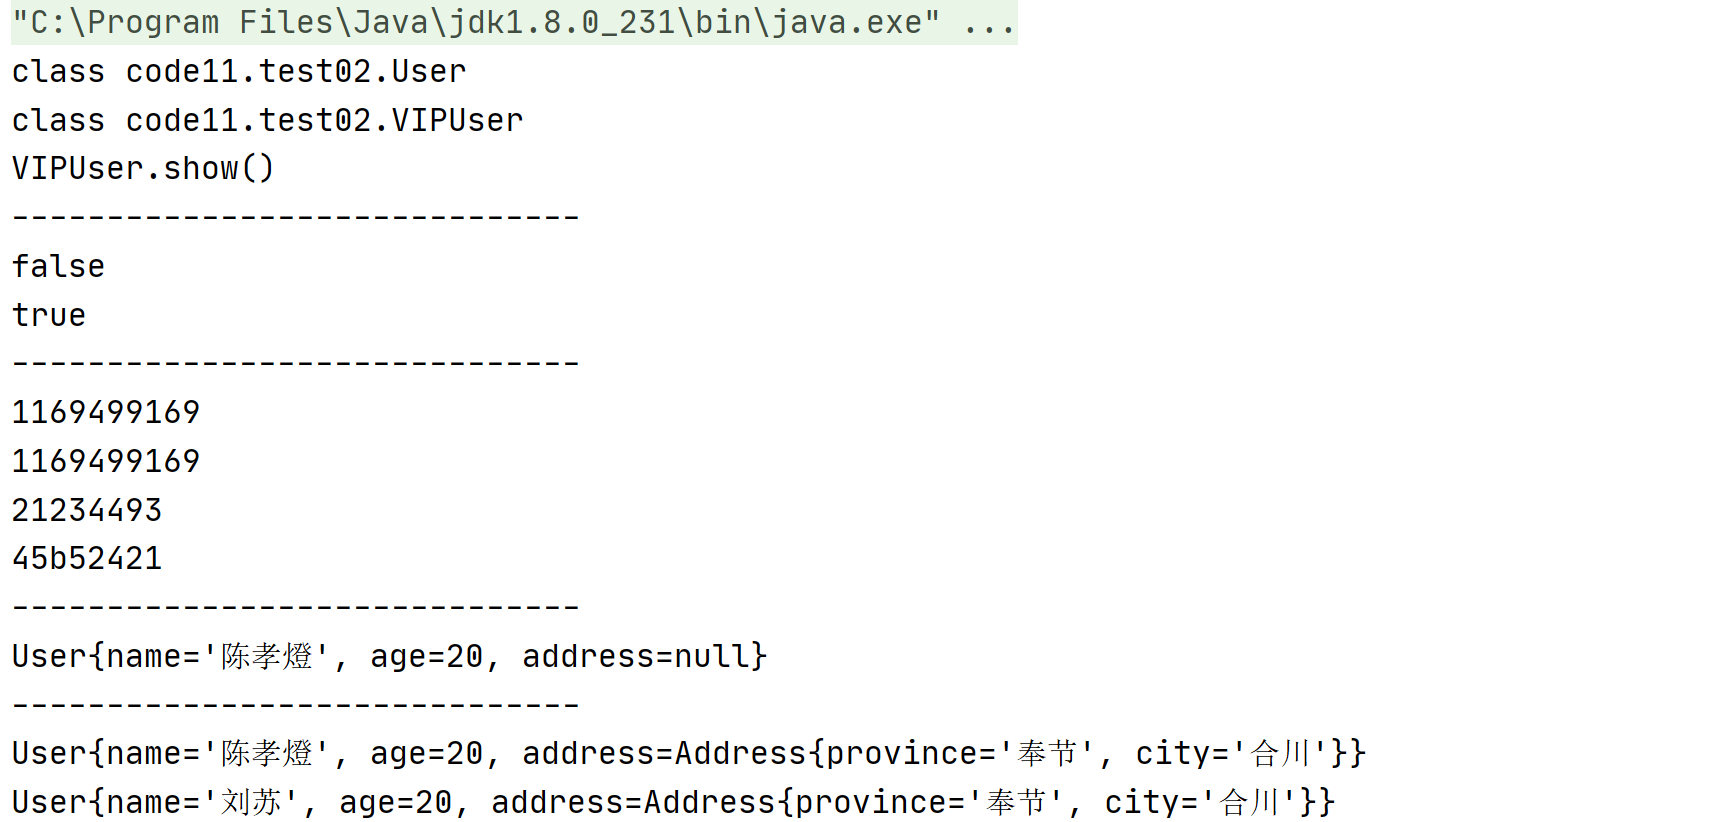 "C:\Program Files\Java\jdk1.8.0_231\bin\java.exe" ...
class code11.test02.User
class code11.test02.VIPUser
VIPUser.show()
------------------------------
false
true
------------------------------
1169499169
1169499169
21234493
45b52421
------------------------------
User{name='陈孝燈', age=20, address=null}
------------------------------
User{name='陈孝燈', age=20, address=Address{province='奉节', city='合川'}}
User{name='刘苏', age=20, address=Address{province='奉节', city='合川'}}